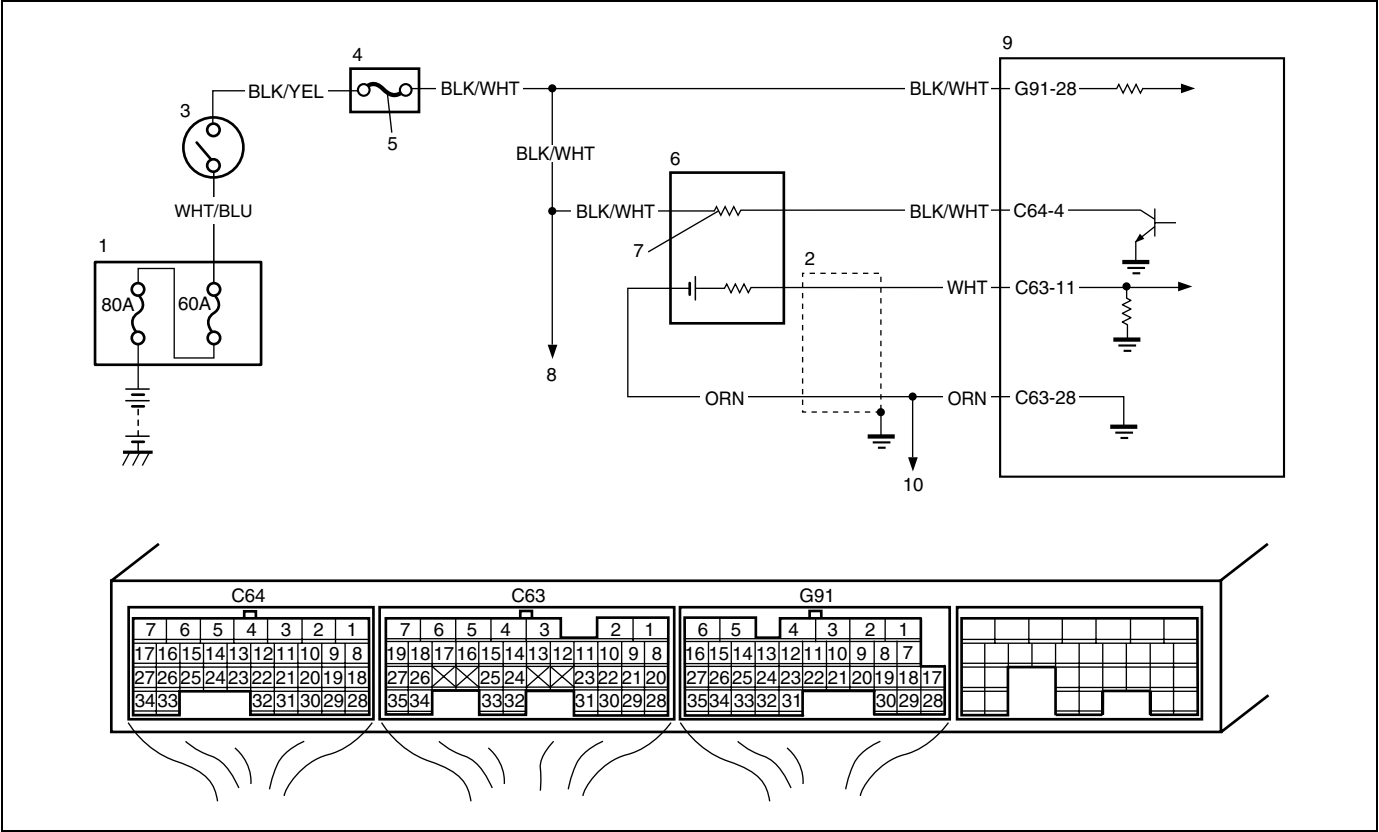 9
4
BLK/YEL
BLK/WHT
BLK/WHT
G91-28
3
5
BLK/WHT
6
WHT/BLU
BLK/WHT
BLK/WHT
C64-4
1
7
2
80A
60A
WHT
C63-11
8
ORN
ORN
C63-28
10
C64
C63
G91
7 6 5 4 3 2 1
7 6 5 4 3 2 1
6 5 4 3 2 1
17 16 15 14 13 12 11 10 9 8
19 18 17 16 15 14 13 12 11 10 9 8
16 15 14 13 12 11 10 9 8 7
27 26 25 24 23 22 21 20 19 18
27 26 25 24 23 22 21 20
27 26 25 24 23 22 21 20 19 18 17
34 33 32 31 30 29 28
35 34 33 32 31 30 29 28
35 34 33 32 31 30 29 28